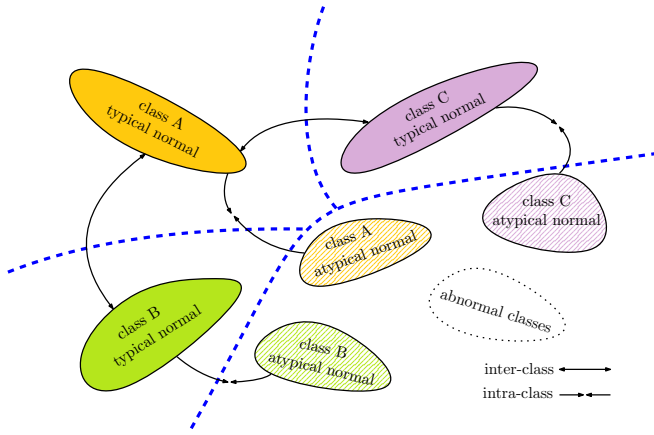 class A
typical normal
class C
typical normal
class C
atypical normal
class A
atypical normal
abnormal classes
class B
typical normal
class B
atypical normal
inter-class
intra-class